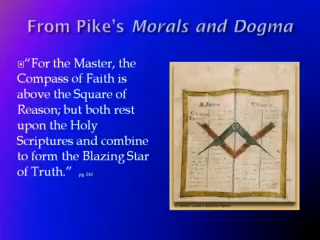 From Pike's Morals and Dogma
“For the Master, the
Compass of Faith is
above the Square of
Reason; but both rest
upon the Holy
Scriptures and combine
to form the Blazing Star
of Truth.”